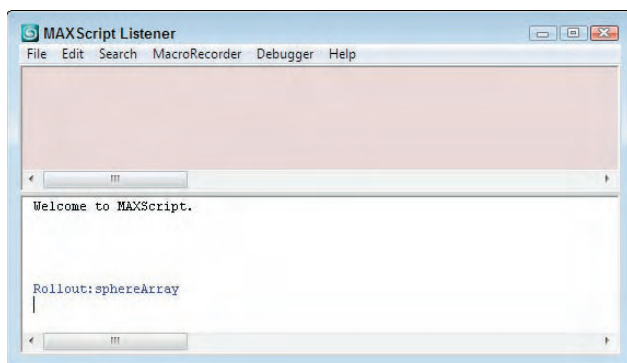 MAXScript Listener
File Edit Search MacroRecorder Debugger Help
Welcome to MAXScript.
Rollout:sphereArray